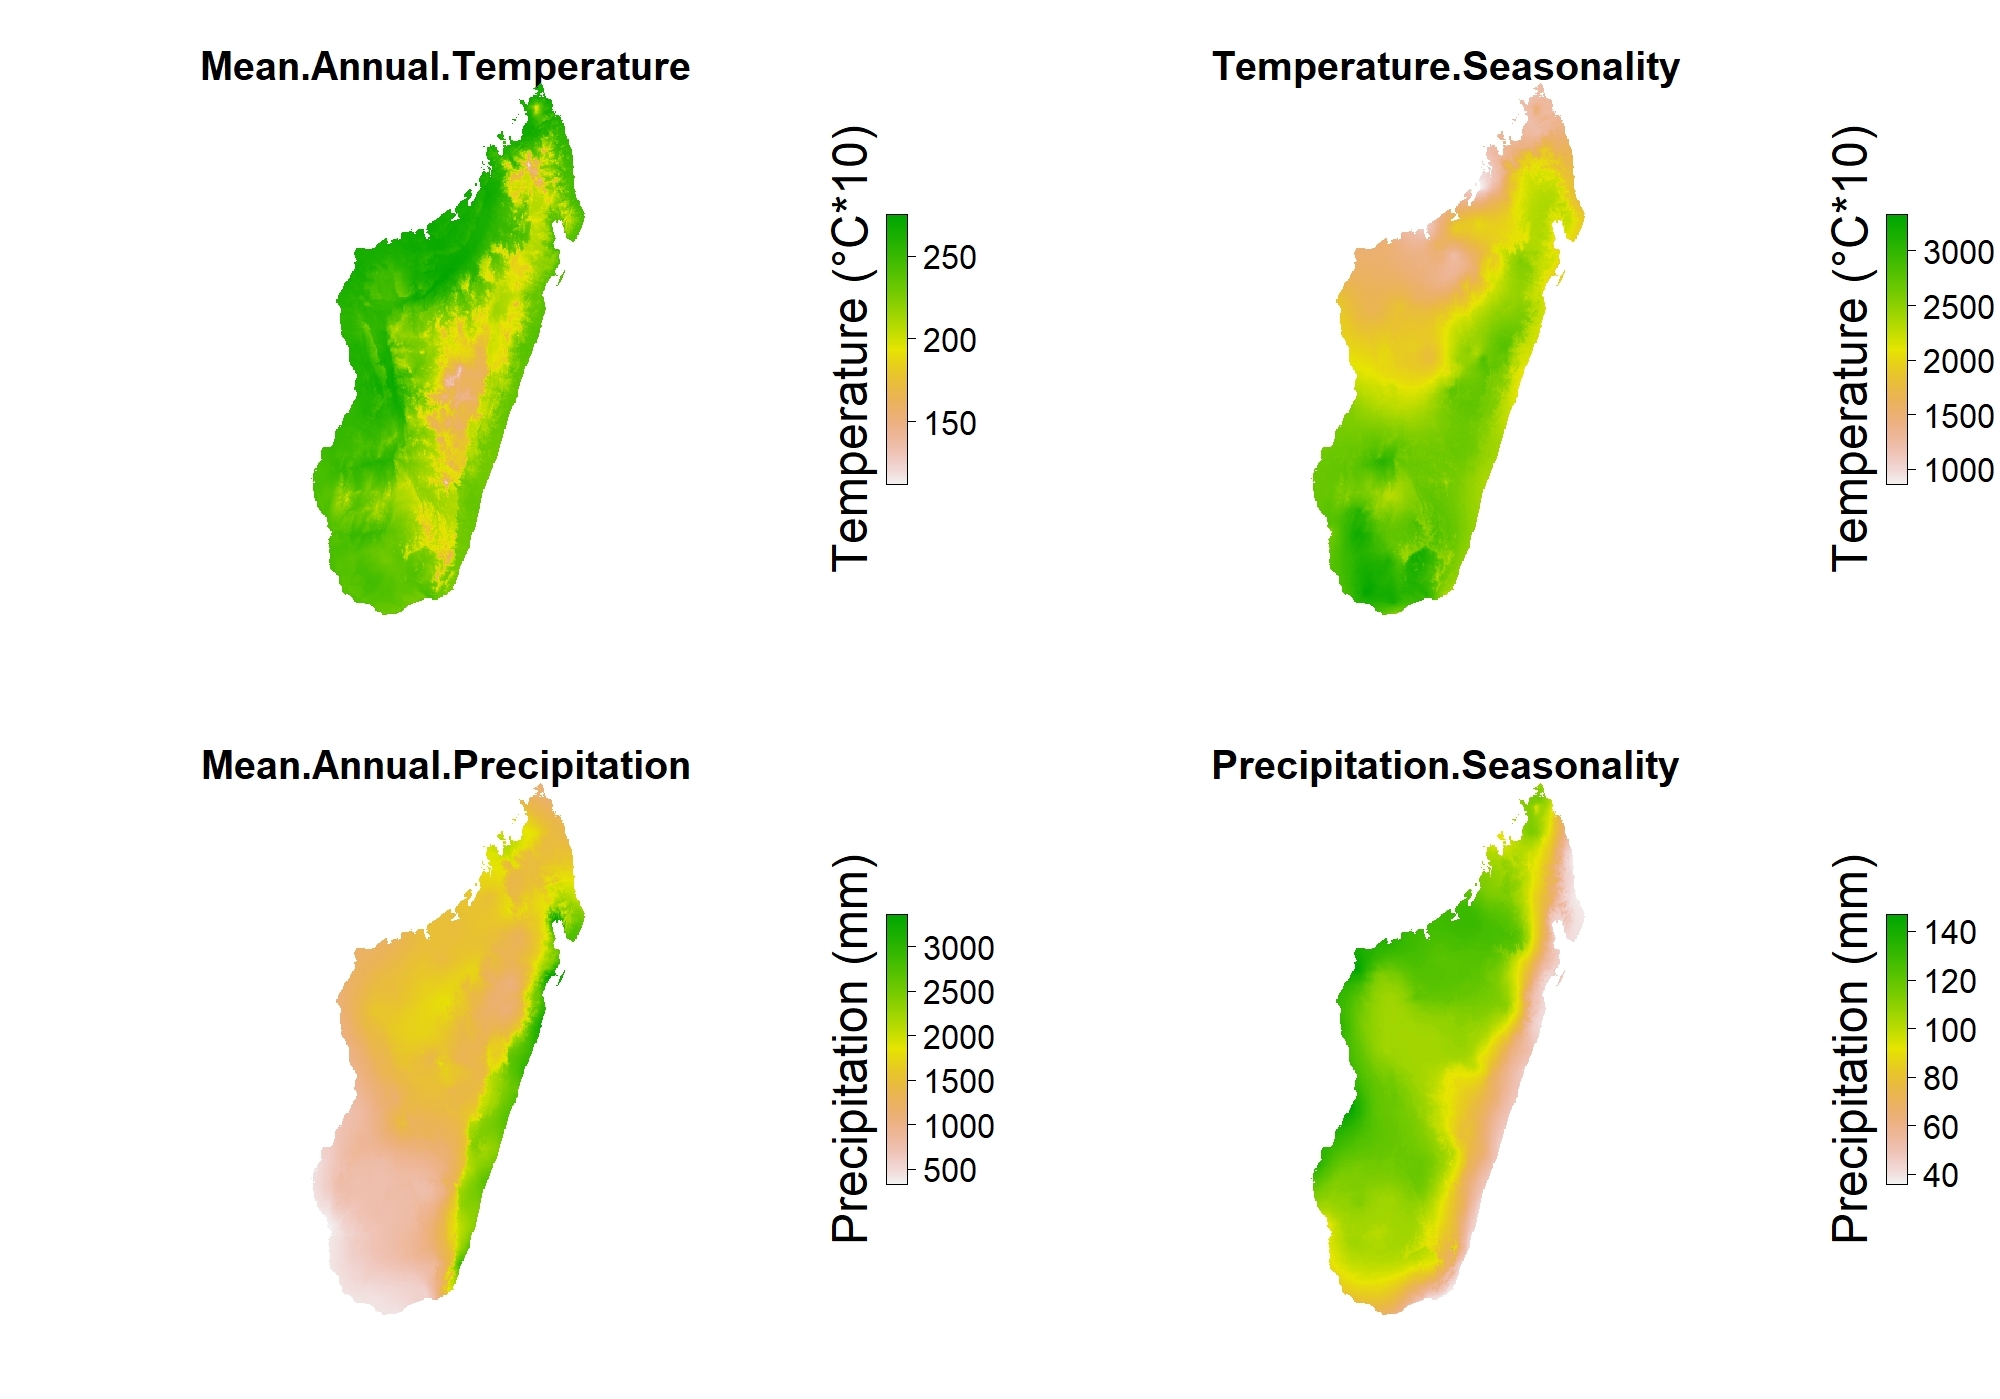 Mean.Annual.Temperature
Temperature (°C*10)
250
200
150
Temperature.Seasonality
Temperature (°C*10)
3000
2500
2000
1500
1000
Mean.Annual.Precipitation
Precipitation (mm)
3000
2500
2000
1500
1000
500
Precipitation.Seasonality
Precipitation (mm)
140
120
100
80
60
40